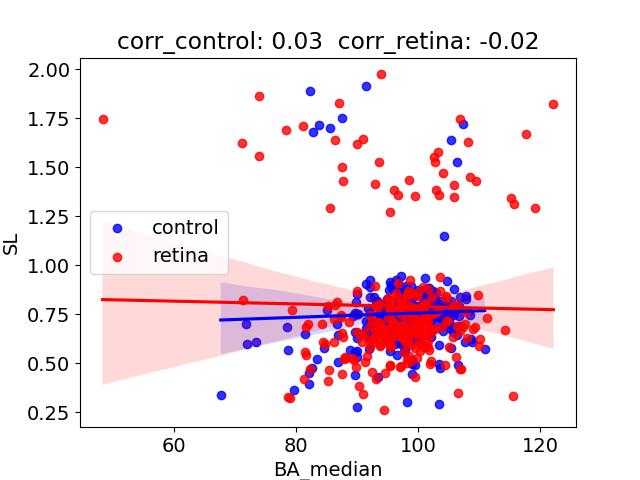 corr_control: 0.03  corr_retina: -0.02
2.00
1.75
1.50
1.25
1.00
0.75
0.50
0.25
SL
control
retina
60 80 100 120
BA_median